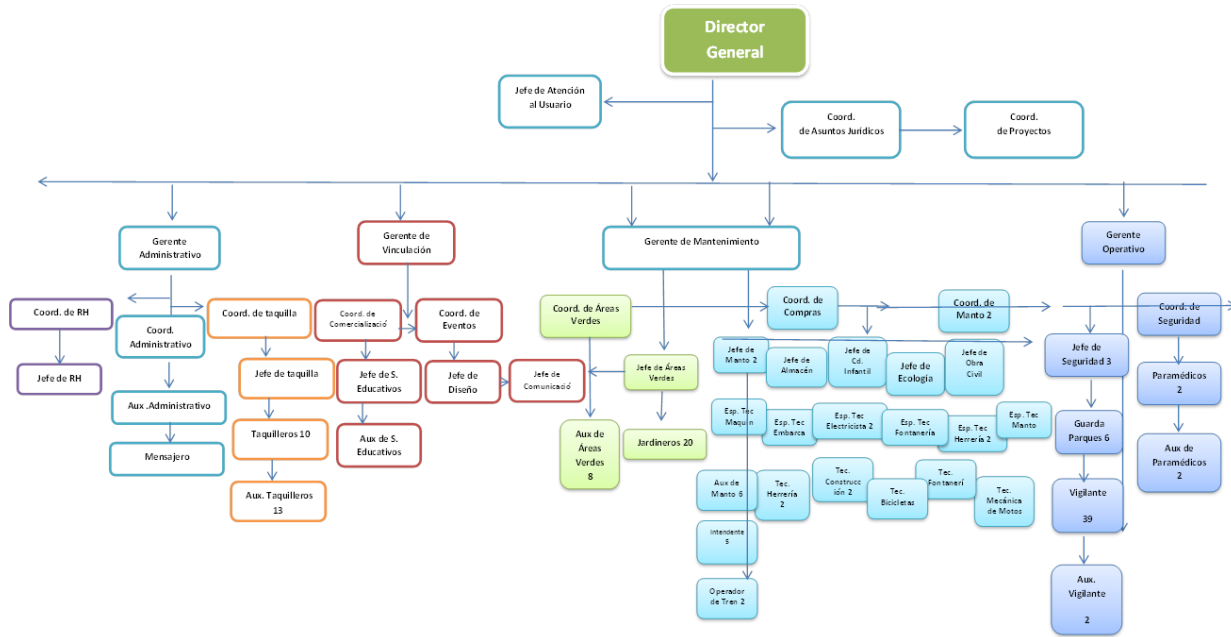 Director
General
Jefe de Atención
al Usuario
Coord.
de Asuntos Jurídicos
Coord.
de Proyectos
Gerente
Administrativo
Gerente de
Vinculación
Gerente de Mantenimiento
Gerente
Operativo
Coord. de RH
Coord.
Administrativo
Coord. de taquilla
Coord. de
Comercializació
Coord. de
Eventos
Coord. de Áreas
Verdes
Coord. de
Compras
Coord. de
Manto 2
Jefe de
Seguridad 3
Coord. de
Seguridad
Jefe de RH
Jefe de taquilla
Jefe de S.
Educativos
Jefe de
Diseño
Jefe de
Comunicació
Jefe de Áreas
Verdes
Jefe de
Manto 2
Jefe de
Almacén
Jefe de
Cd.
Infantil
Jefe de
Ecología
Jefe de
Obra
Civil
Paramédicos
2
Aux .Administrativo
Taquilleros 10
Aux de S.
Educativos
Aux de
Áreas
Verdes
8
Jardineros 20
Esp. Tec
Maquin
Esp. Tec
Embarca
Esp. Tec
Electricista 2
Esp. Tec
Fontanería
Esp. Tec
Herrería 2
Esp. Tec
Manto
Guarda
Parques 6
Aux de
Paramédicos
2
Mensajero
Aux. Taquilleros
13
Aux de
Manto 6
Tec.
Herrería
2
Tec.
Construcc
ión 2
Tec.
Bicicletas
Tec.
Fontanerí
Tec.
Mecánica
de Motos
Vigilante
39
Intendente
5
Operador
de Tren 2
Aux.
Vigilante
2